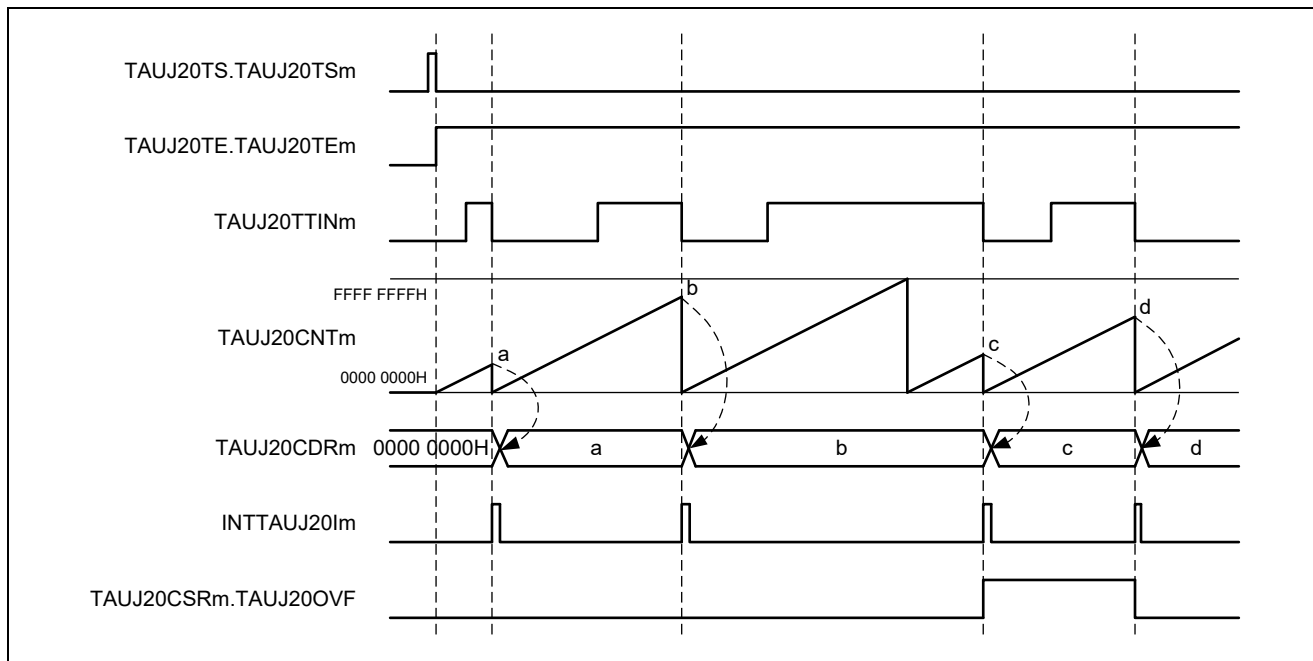 TAUJ20TS.TAUJ20TSm
TAUJ20TE.TAUJ20TEm
TAUJ20TTINm
FFFF FFFFH
b
d
TAUJ20CNTm
a
c
0000 0000H
TAUJ20CDRm 0000 0000H a b c d
INTTAUJ20Im
TAUJ20CSRm.TAUJ20OVF